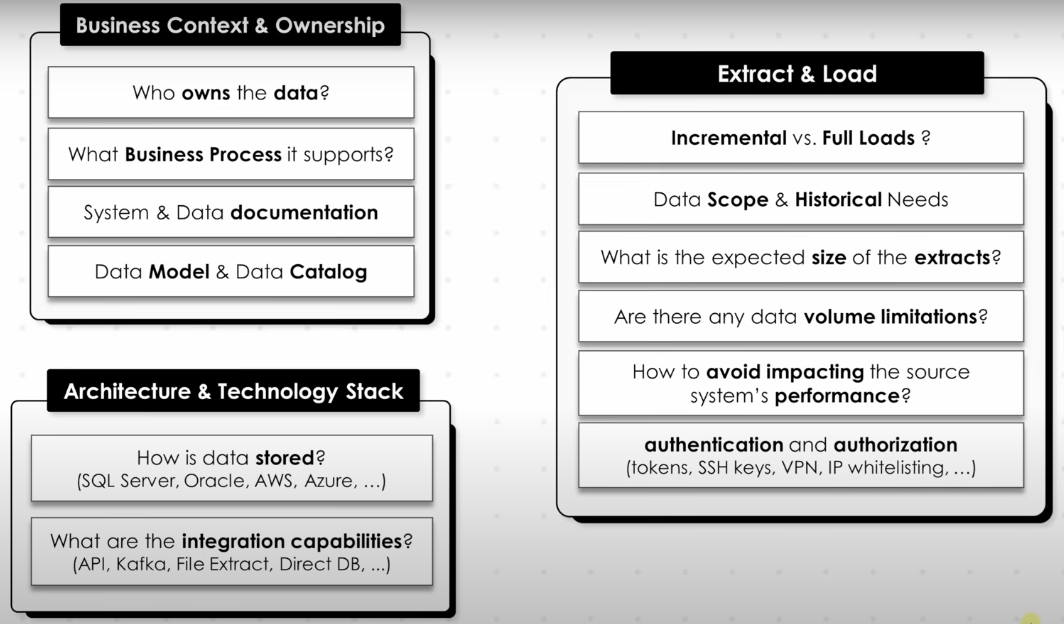 Business Context & Ownership
Who owns the data?
What Business Process it supports?
System & Data documentation
Data Model & Data Catalog
Architecture & Technology Stack
How is data stored?
(SQL Server, Oracle, AWS, Azure, ...)
What are the integration capabilities?
(API, Kafka, File Extract, Direct DB, ...)
Extract & Load
Incremental vs. Full Loads ?
Data Scope & Historical Needs
What is the expected size of the extracts?
Are there any data volume limitations?
How to avoid impacting the source
system's performance?
authentication and authorization
(tokens, SSH keys, VPN, IP whitelisting, ...)